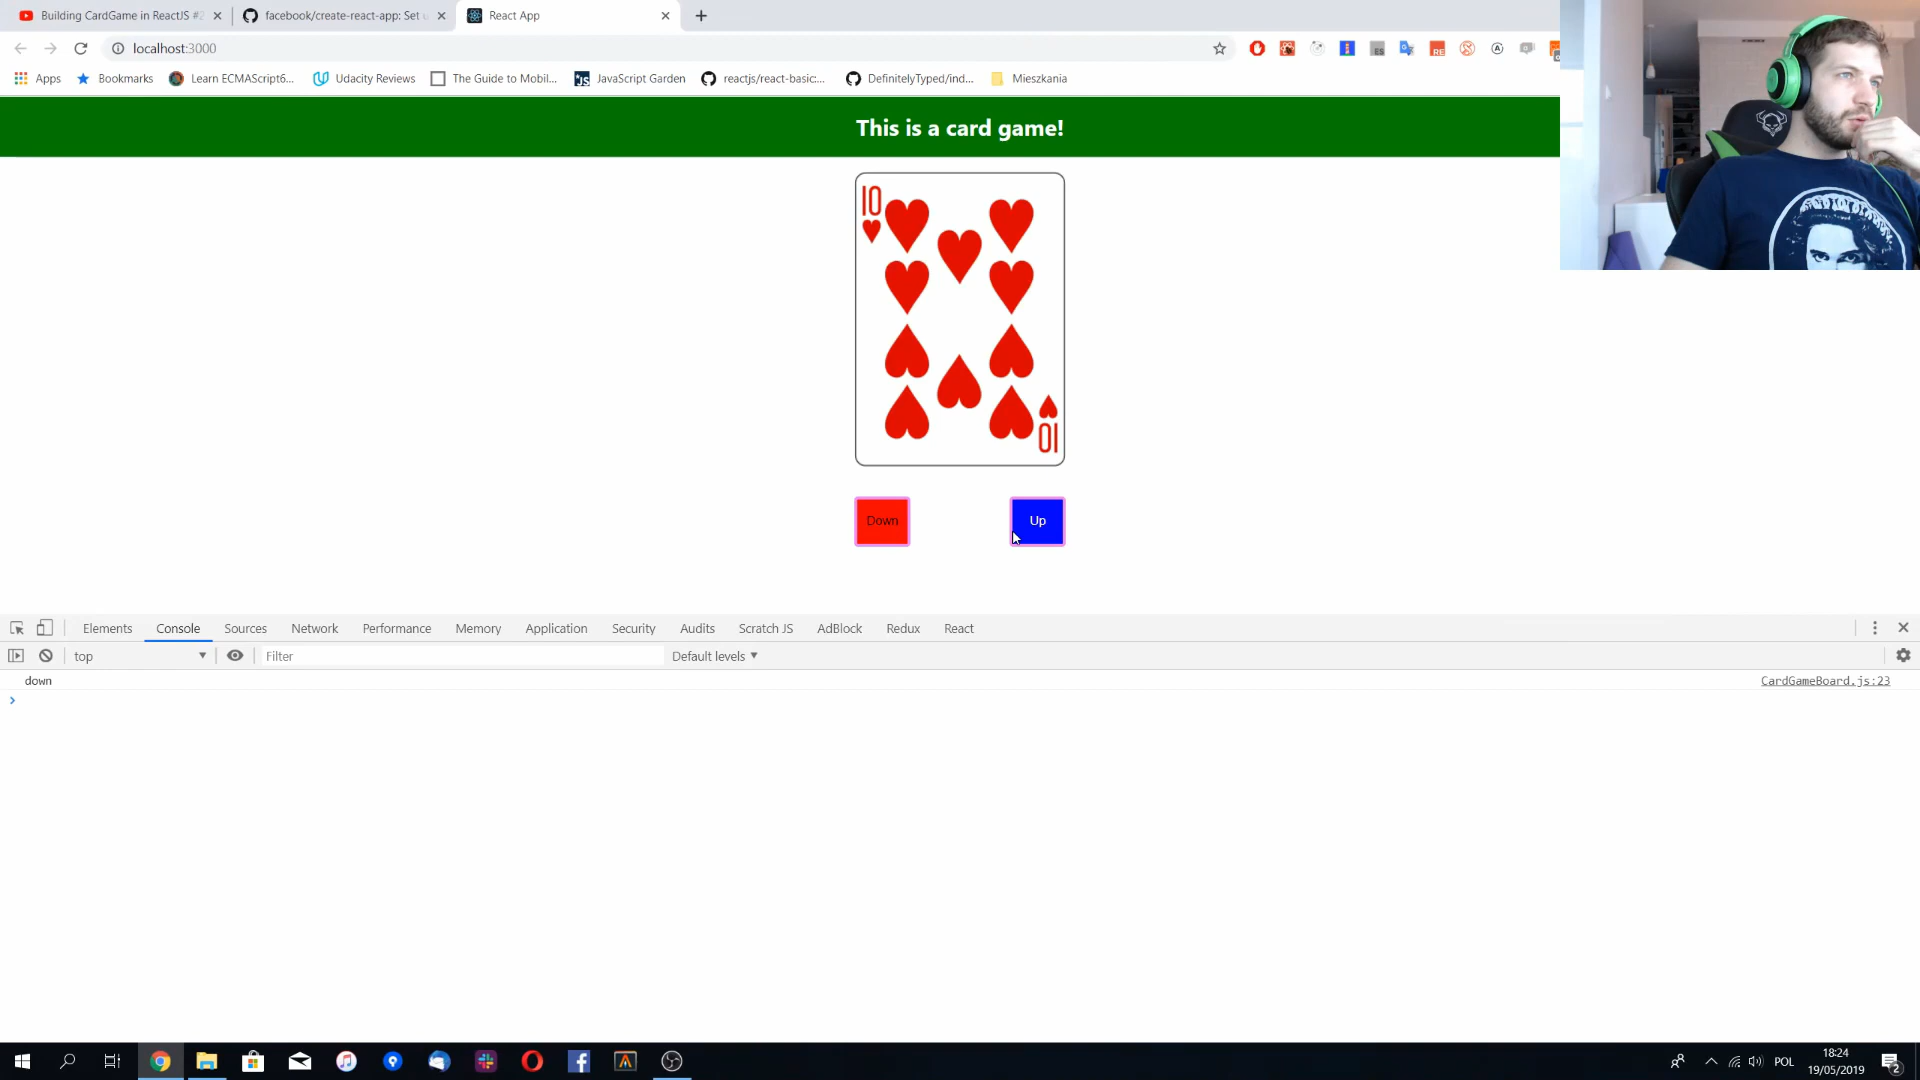 Building CardGame in ReactJS #2
facebook/create-react-app: Set u
React App
localhost:3000
Apps
Bookmarks
Learn ECMAScript6...
Udacity Reviews
The Guide to Mobil...
JavaScript Garden
reactjs/react-basic:...
DefinitelyTyped/ind...
Mieszkania
This is a card game!
10
10
Down
Up
Elements
Console
Sources
Network
Performance
Memory
Application
Security
Audits
Scratch JS
AdBlock
Redux
React
top
Filter
Default levels
down
CardGameBoard.js:23
POL
18:24
19/05/2019
2